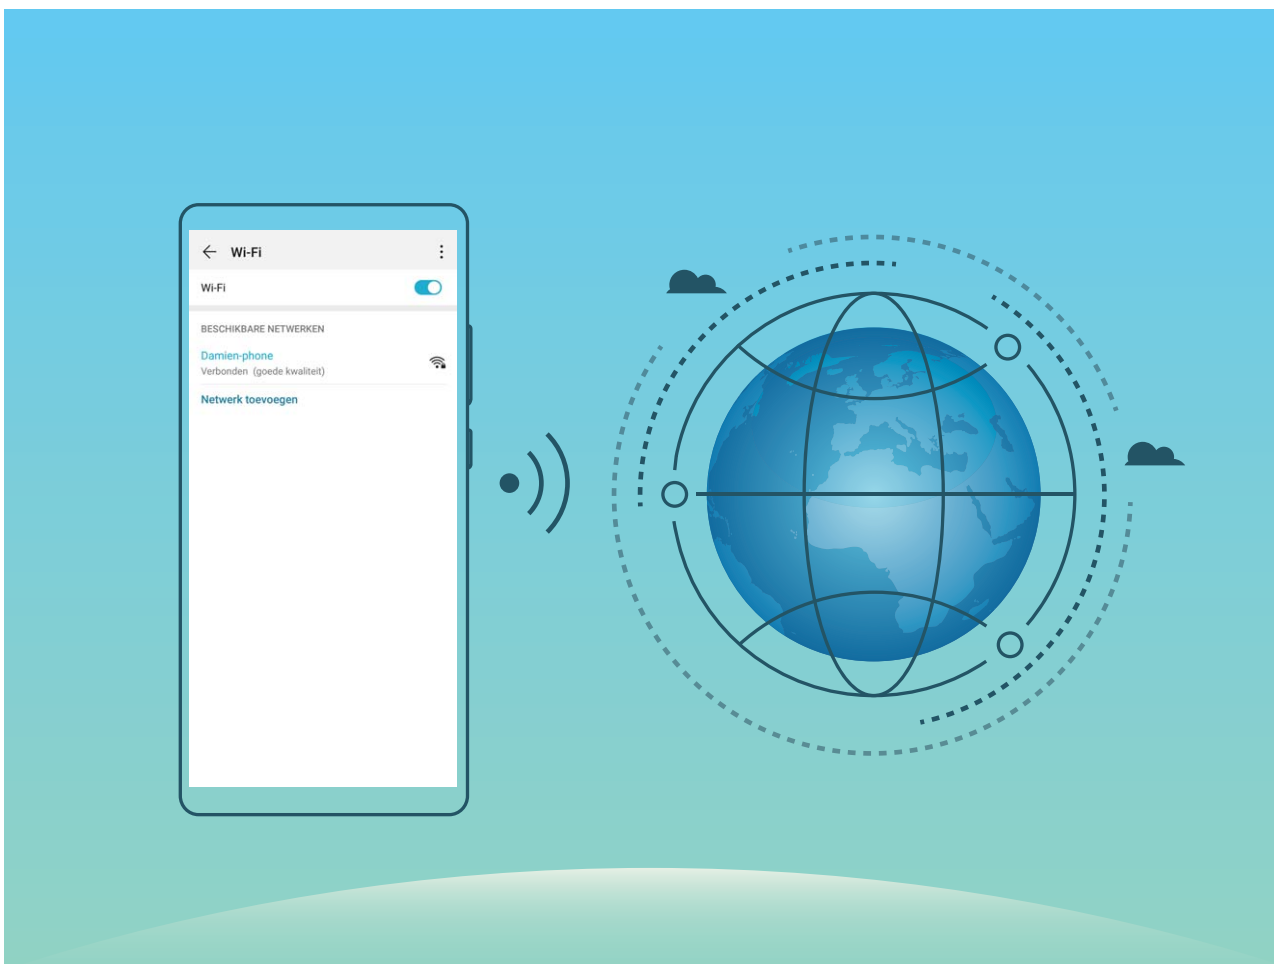 Wi-Fi
Wi-Fi
BESCHIKBARE NETWERKEN
Damien-phone
Verbonden (goede kwaliteit)
Netwerk toevoegen